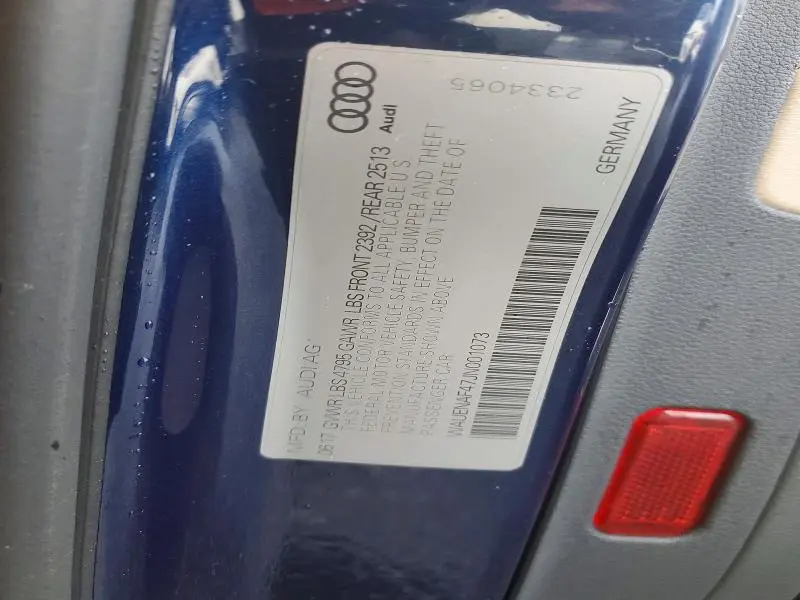 Audi
2334065
MFD BY AUDI AG
06 17 GVWR LBS 4795 GAWR LBS FRONT 2392 / REAR 2513
THIS VEHICLE CONFORMS TO ALL APPLICABLE U S
FEDERAL MOTOR VEHICLE SAFETY, BUMPER AND THEFT
PREVENTION STANDARDS IN EFFECT ON THE DATE OF
MANUFACTURE SHOWN ABOVE
PASSENGER CAR
WAUENAF47JN001073
GERMANY